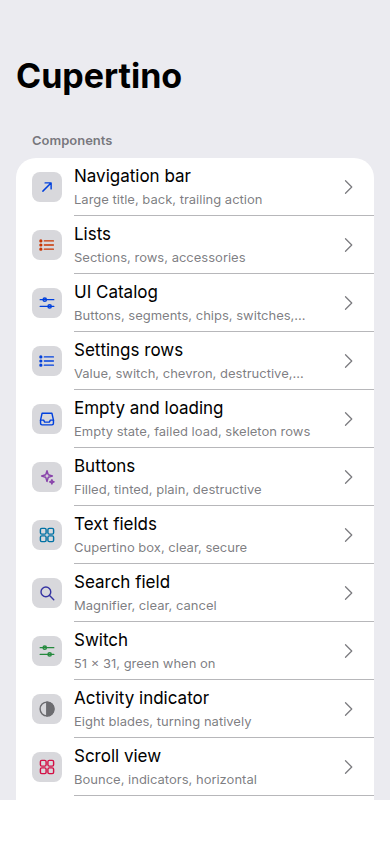 Cupertino
Components
Navigation bar
Large title, back, trailing action
Lists
Sections, rows, accessories
UI Catalog
Buttons, segments, chips, switches,...
Settings rows
Value, switch, chevron, destructive,...
Empty and loading
Empty state, failed load, skeleton rows
Buttons
Filled, tinted, plain, destructive
Text fields
Cupertino box, clear, secure
Search field
Magnifier, clear, cancel
Switch
51 × 31, green when on
Activity indicator
Eight blades, turning natively
Scroll view
Bounce, indicators, horizontal